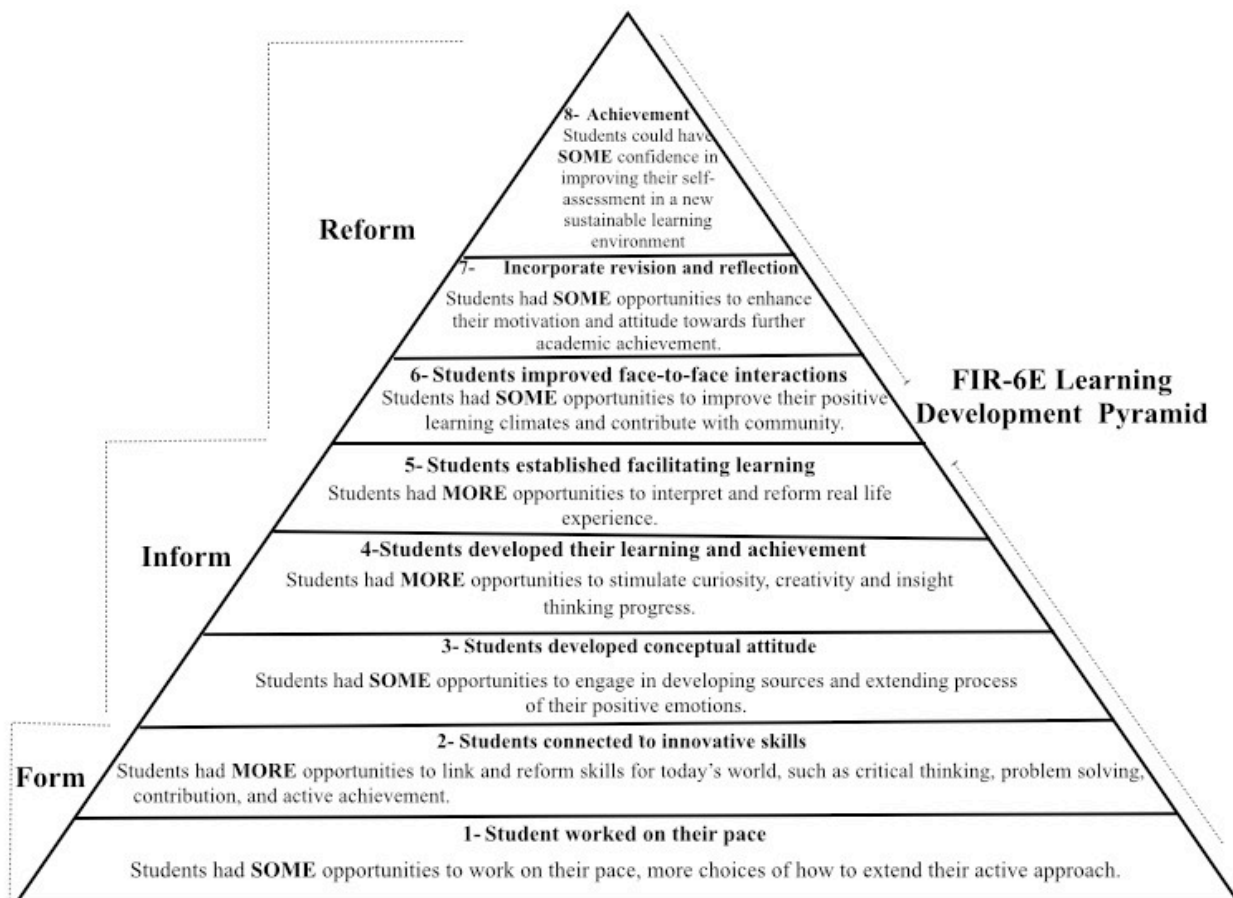 8- Achievement
Students could have
SOME confidence in
improving their self-
assessment in a new
sustainable learning
environment
Reform
7- Incorporate revision and reflection
Students had SOME opportunities to enhance
their motivation and attitude towards further
academic achievement.
6- Students improved face-to-face interactions
Students had SOME opportunities to improve their positive
learning climates and contribute with community.
FIR-6E Learning
Development Pyramid
5- Students established facilitating learning
Students had MORE opportunities to interpret and reform real life
experience.
Inform
4-Students developed their learning and achievement
Students had MORE opportunities to stimulate curiosity, creativity and insight
thinking progress.
3- Students developed conceptual attitude
Students had SOME opportunities to engage in developing sources and extending process
of their positive emotions.
Form
2- Students connected to innovative skills
Students had MORE opportunities to link and reform skills for today's world, such as critical thinking, problem solving,
contribution, and active achievement.
1- Student worked on their pace
Students had SOME opportunities to work on their pace, more choices of how to extend their active approach.